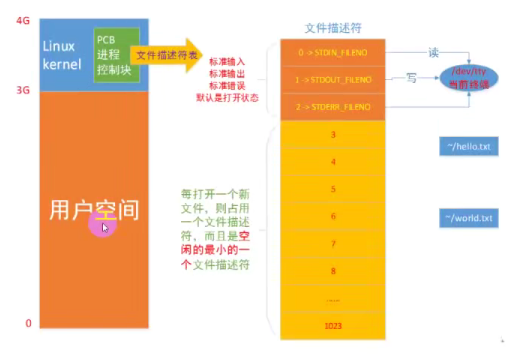 4G
Linux
kernel
PCB
进程
控制块
文件描述符表
3G
用户空间
0
标准输入
标准输出
标准错误
默认是打开状态
每打开一个新
文件，则占用
一个文件描述
符，而且是空
闲的最小的一
个文件描述符
文件描述符
0 -> STDIN_FILENO
1 -> STDOUT_FILENO
2 -> STDERR_FILENO
3
4
5
6
7
8
......
1023
读
写
/dev/tty
当前终端
~/hello.txt
~/world.txt